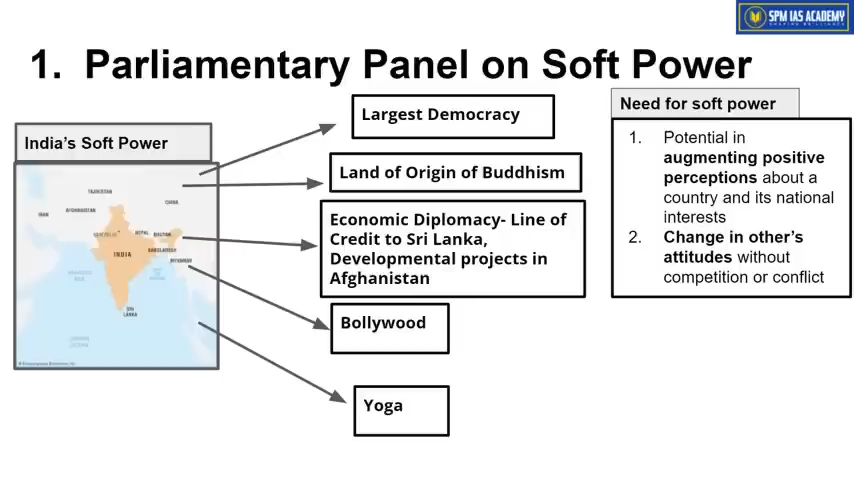 SPM IAS ACADEMY
1. Parliamentary Panel on Soft Power
India's Soft Power
TAJIKISTAN
CHINA
IRAN
AFGHANISTAN
NEW DELHI
NEPAL
BHUTAN
INDIA
BANGLADESH
MYANMAR
SRI
LANKA
Largest Democracy
Land of Origin of Buddhism
Economic Diplomacy- Line of
Credit to Sri Lanka,
Developmental projects in
Afghanistan
Bollywood
Yoga
Need for soft power
1. Potential in
augmenting positive
perceptions about a
country and its national
interests
2. Change in other's
attitudes without
competition or conflict